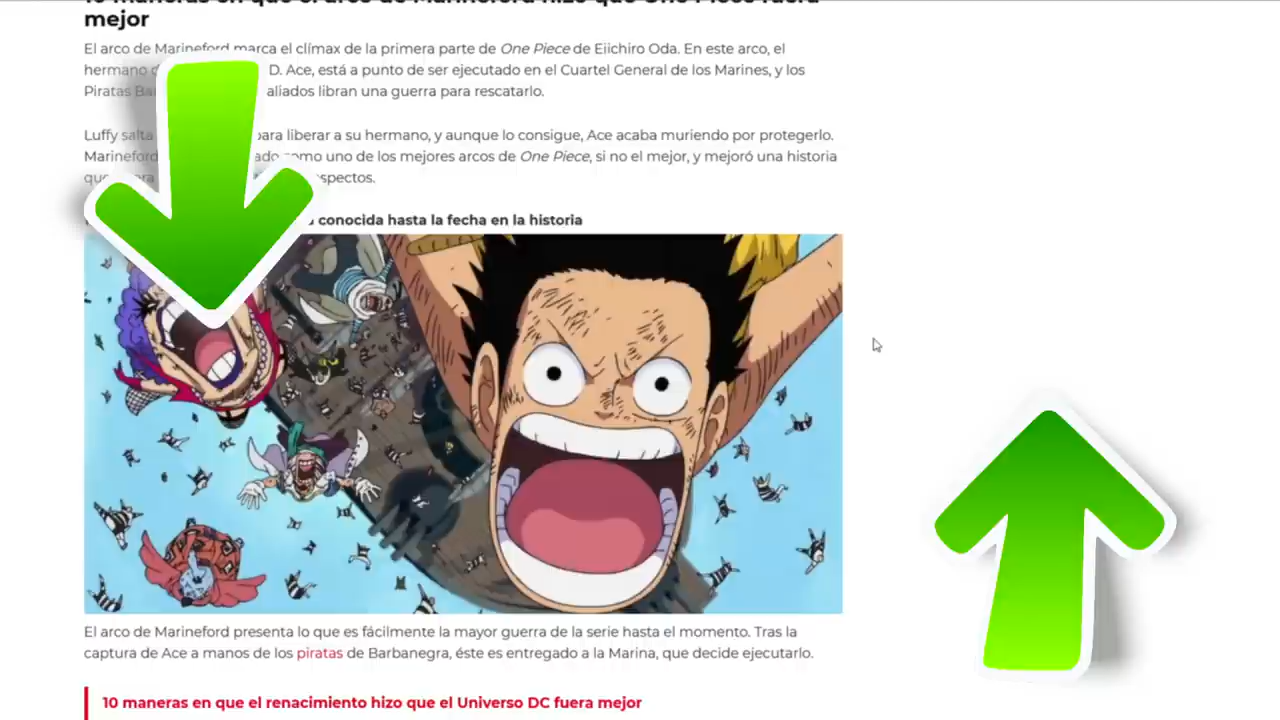 mejor
El arco de Marineford marca el clímax de la primera parte de One Piece de Eiichiro Oda. En este arco, el
hermano D. Ace, está a punto de ser ejecutado en el Cuartel General de los Marines, y los
Piratas aliados libran una guerra para rescatarlo.
Luffy salta para liberar a su hermano, y aunque lo consigue, Ace acaba muriendo por protegerlo.
Marineford como uno de los mejores arcos de One Piece, si no el mejor, y mejoró una historia
conocida hasta la fecha en la historia
El arco de Marineford presenta lo que es fácilmente la mayor guerra de la serie hasta el momento. Tras la
captura de Ace a manos de los piratas de Barbanegra, éste es entregado a la Marina, que decide ejecutarlo.
10 maneras en que el renacimiento hizo que el Universo DC fuera mejor